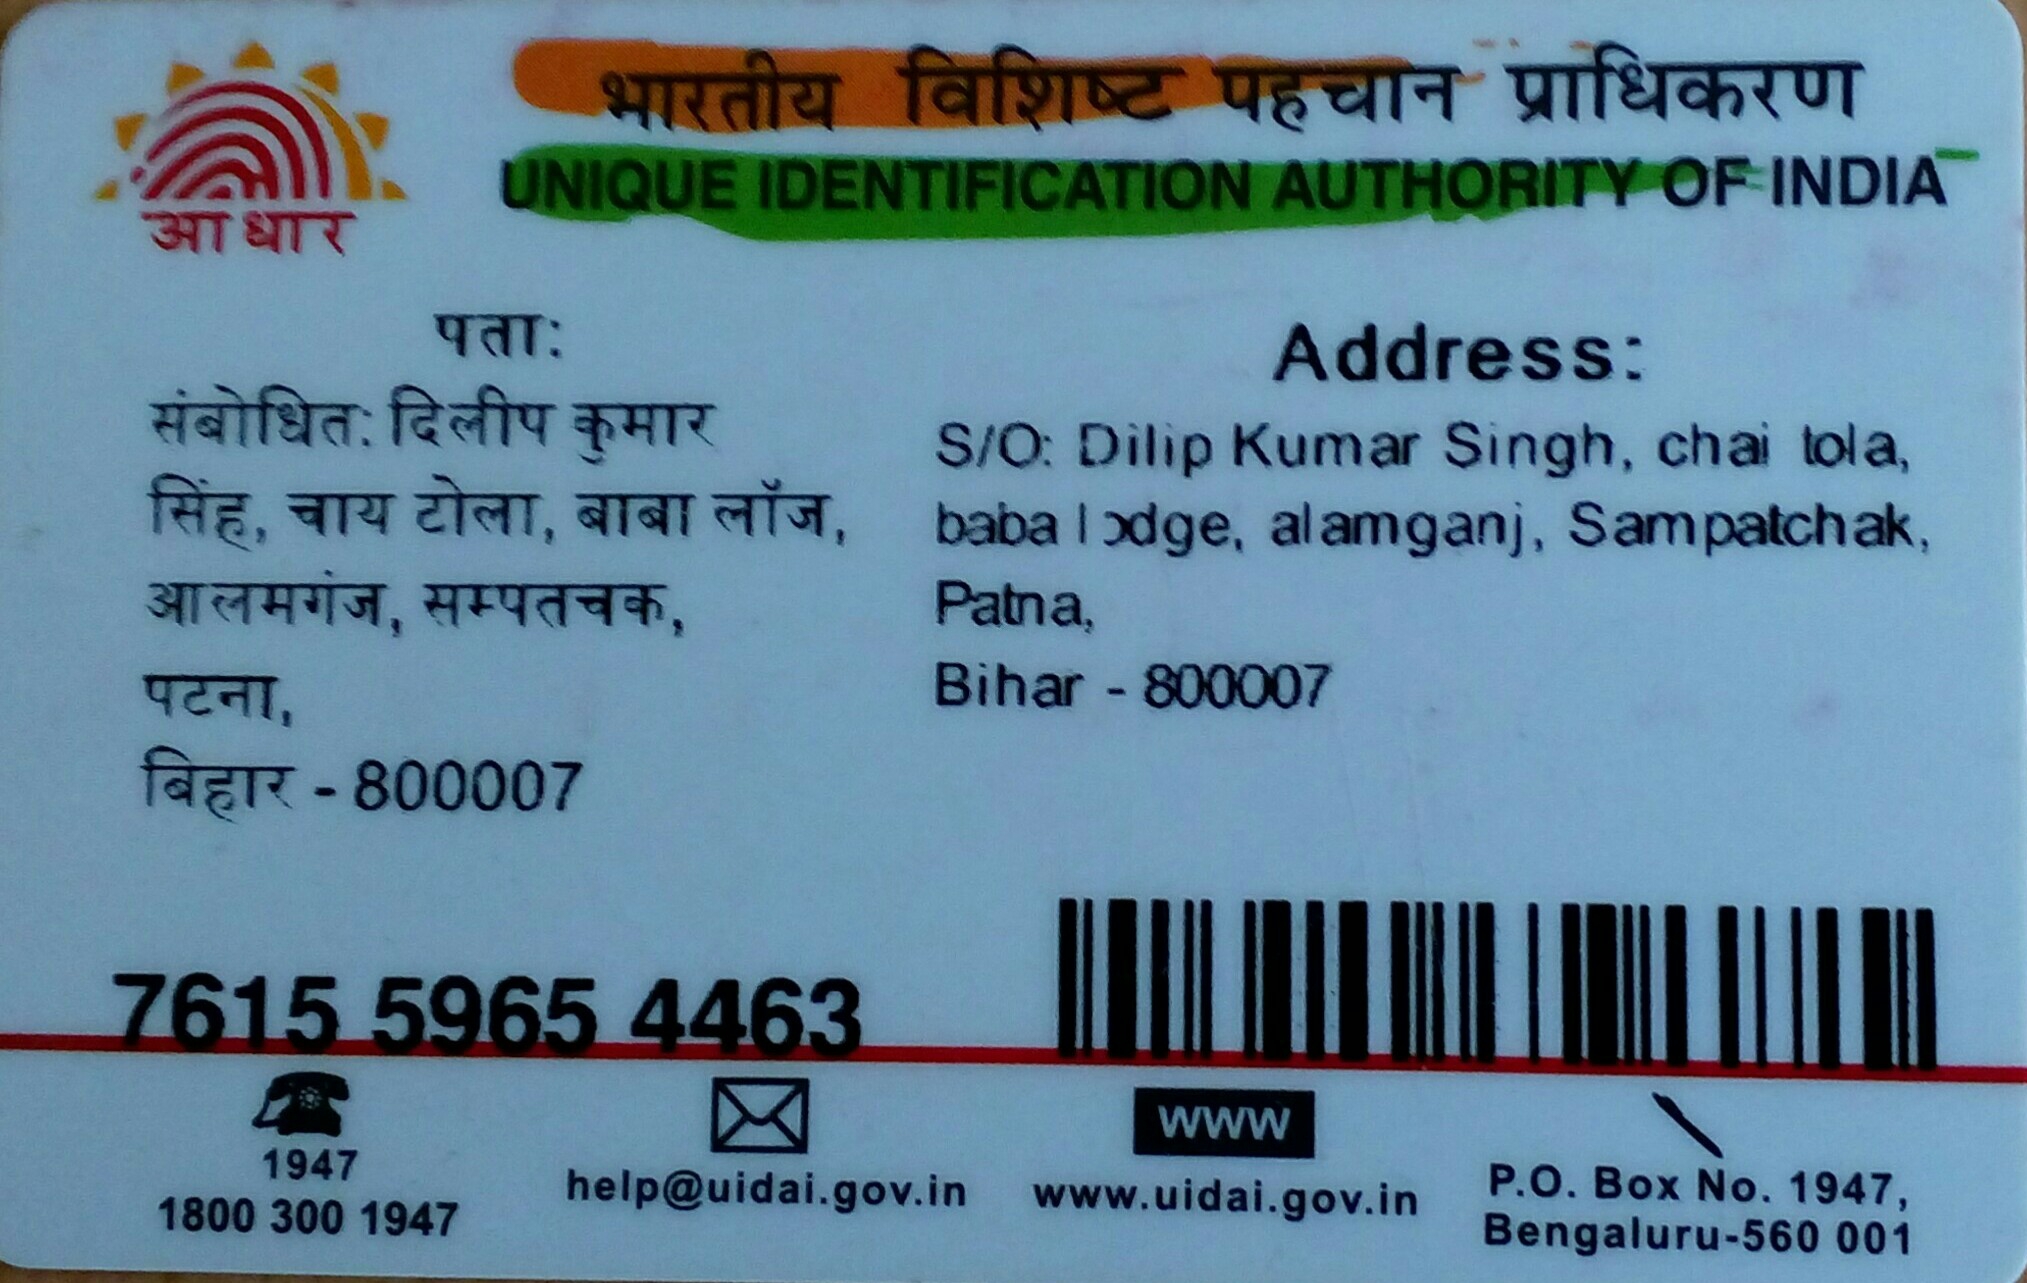 आधार
भारतीय विशिष्ट पहचान प्राधिकरण
UNIQUE IDENTIFICATION AUTHORITY OF INDIA
पता:
संबोधित: दिलीप कुमार
सिंह, चाय टोला, बाबा लॉज,
आलमगंज, सम्पतचक,
पटना,
बिहार - 800007
Address:
S/O: Dilip Kumar Singh, chai tola,
baba lodge, alamganj, Sampatchak,
Patna,
Bihar - 800007
7615 5965 4463
1947
1800 300 1947
help@uidai.gov.in
www
www.uidai.gov.in
P.O. Box No. 1947,
Bengaluru-560 001